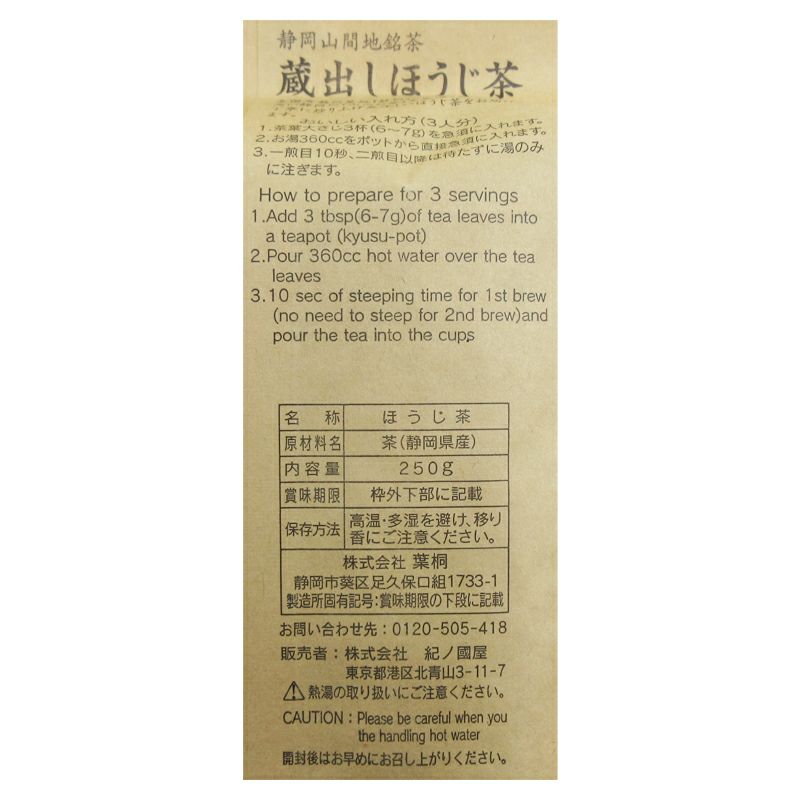 静岡山間地銘茶
蔵出しほうじ茶
おいしい入れ方(3人分)
1.茶葉大さじ3杯(6〜7g)を急須に入れます。
2.お湯360ccをポットから直接急須に入れます。
3.一煎目10秒、二煎目以降は待たずに湯のみ
に注ぎます。
How to prepare for 3 servings
1.Add 3 tbsp(6-7g)of tea leaves into
a teapot (kyusu-pot)
2.Pour 360cc hot water over the tea
leaves
3.10 sec of steeping time for 1st brew
(no need to steep for 2nd brew)and
pour the tea into the cups
名称 ほうじ茶
原材料名 茶(静岡県産)
内容量 250g
賞味期限 枠外下部に記載
保存方法 高温・多湿を避け、移り
香にご注意ください。
株式会社 葉桐
静岡市葵区足久保口組1733-1
製造所固有記号:賞味期限の下段に記載
お問い合わせ先:0120-505-418
販売者:株式会社 紀ノ國屋
東京都港区北青山3-11-7
⚠熱湯の取り扱いにご注意ください。
CAUTION:Please be careful when you
the handling hot water
開封後はお早めにお召し上がりください。